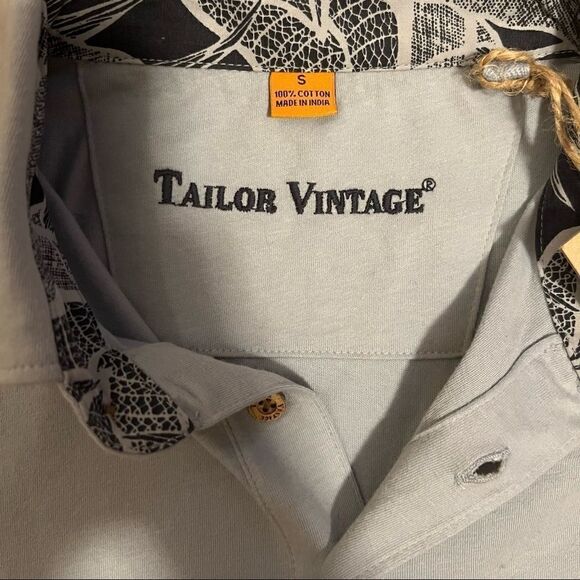 S
100% COTTON
MADE IN INDIA
TAILOR VINTAGE®